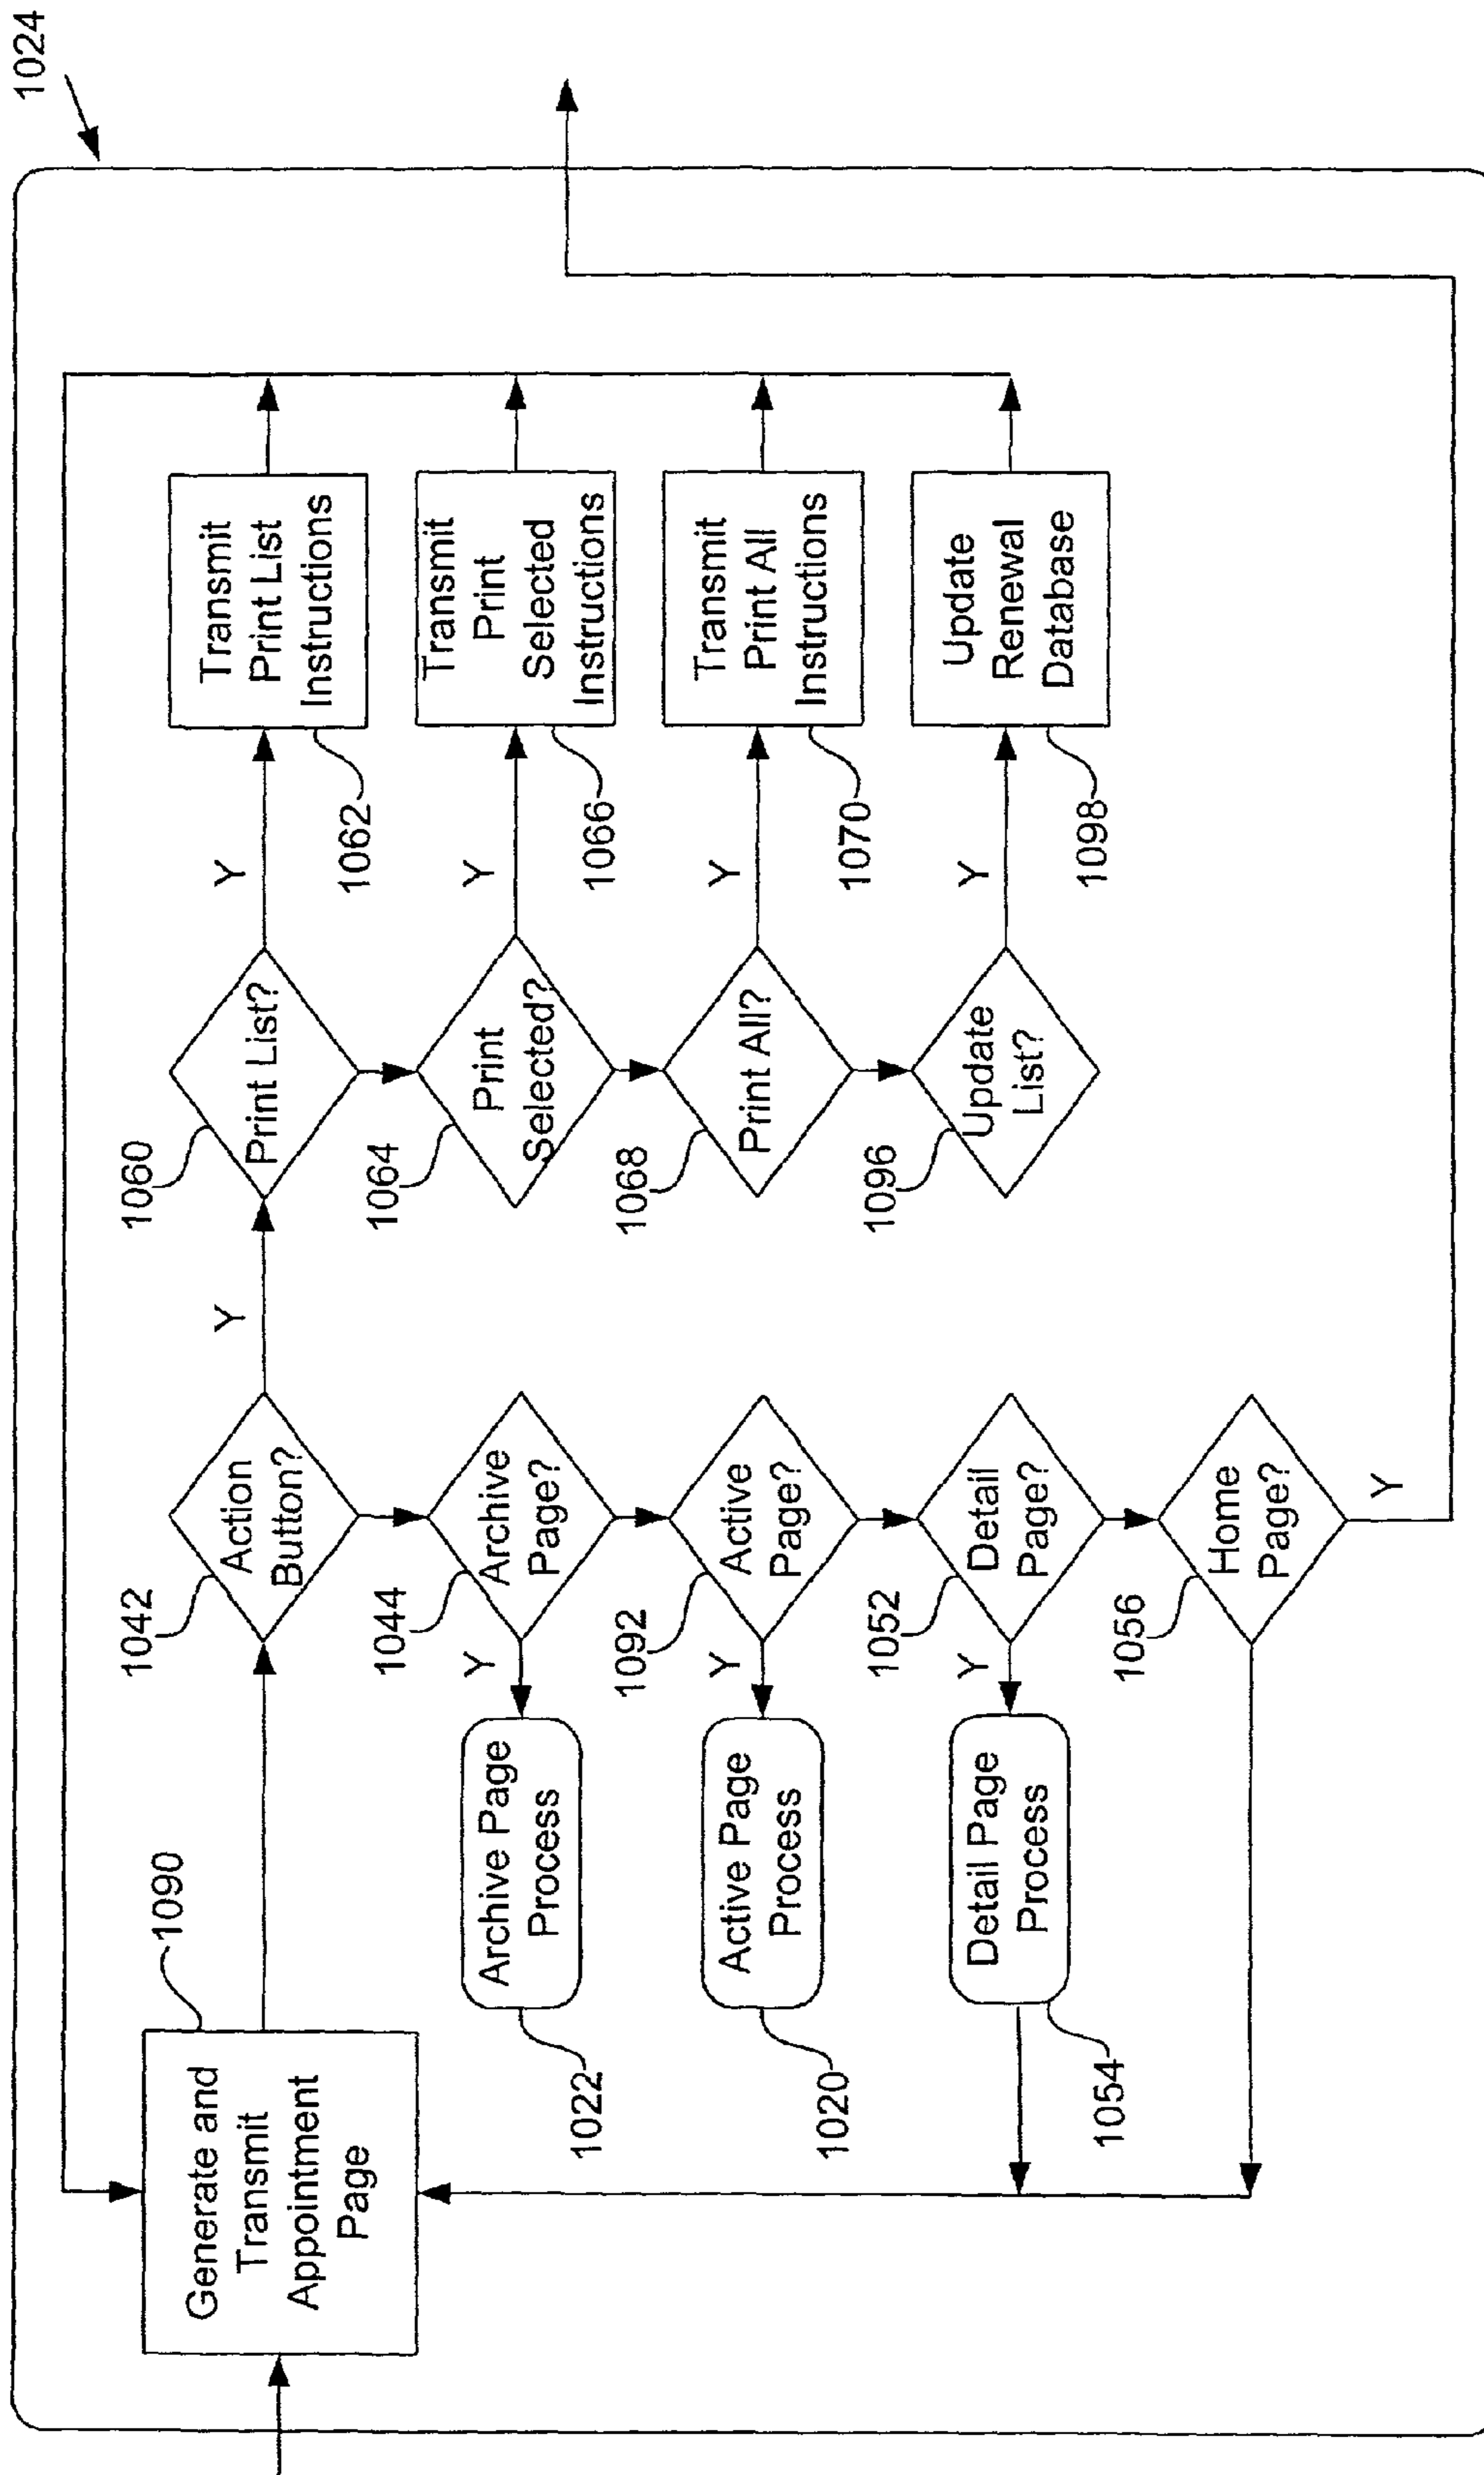 1024
Generate and
Transmit
Appointment
Page
1090
1042
Action
Button?
Y
1060
Print List?
Y
Transmit
Print List
Instructions
1062
1044
Archive
Page?
Y
Archive Page
Process
1022
1064
Print
Selected?
Y
Transmit
Print
Selected
Instructions
1066
1092
Active
Page?
Y
Active Page
Process
1020
1068
Print All?
Y
Transmit
Print All
Instructions
1070
1052
Detail
Page?
Y
Detail Page
Process
1054
1096
Update
List?
Y
Update
Renewal
Database
1098
1056
Home
Page?
Y